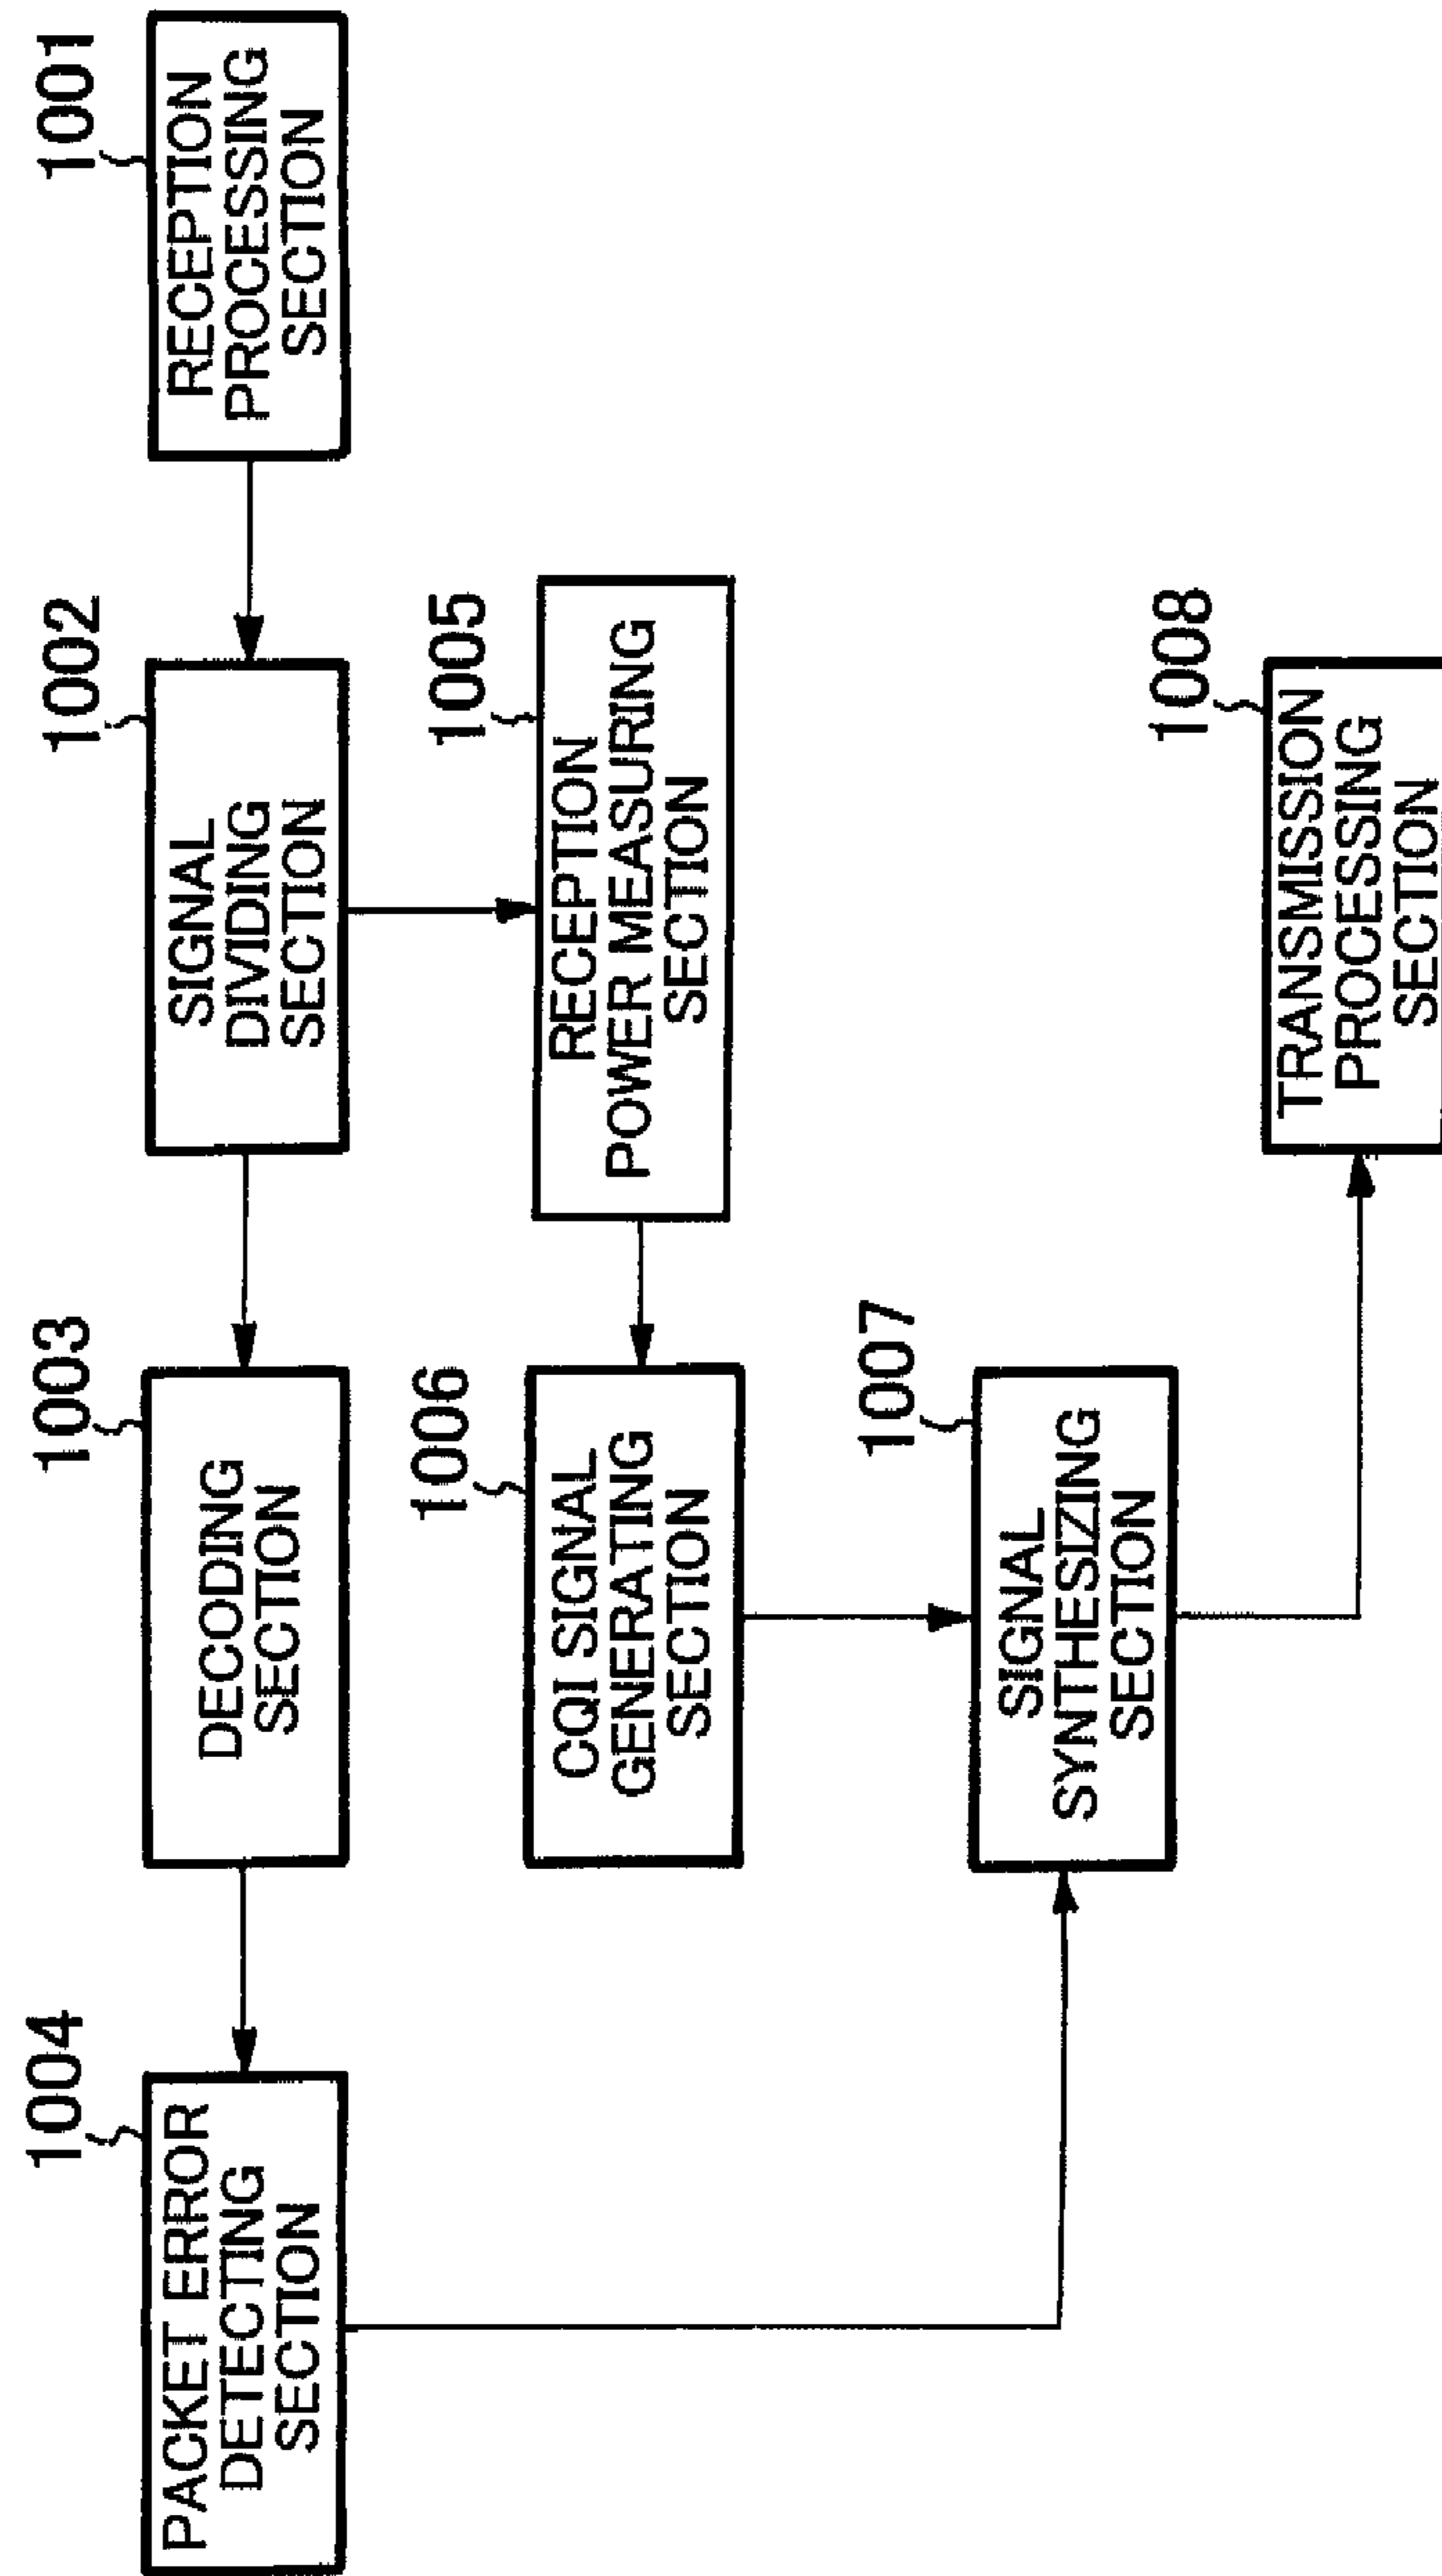 1001
RECEPTION
PROCESSING
SECTION
1002
SIGNAL
DIVIDING
SECTION
1003
DECODING
SECTION
1004
PACKET ERROR
DETECTING
SECTION
1005
RECEPTION
POWER MEASURING
SECTION
1006
CQI SIGNAL
GENERATING
SECTION
1007
SIGNAL
SYNTHESIZING
SECTION
1008
TRANSMISSION
PROCESSING
SECTION